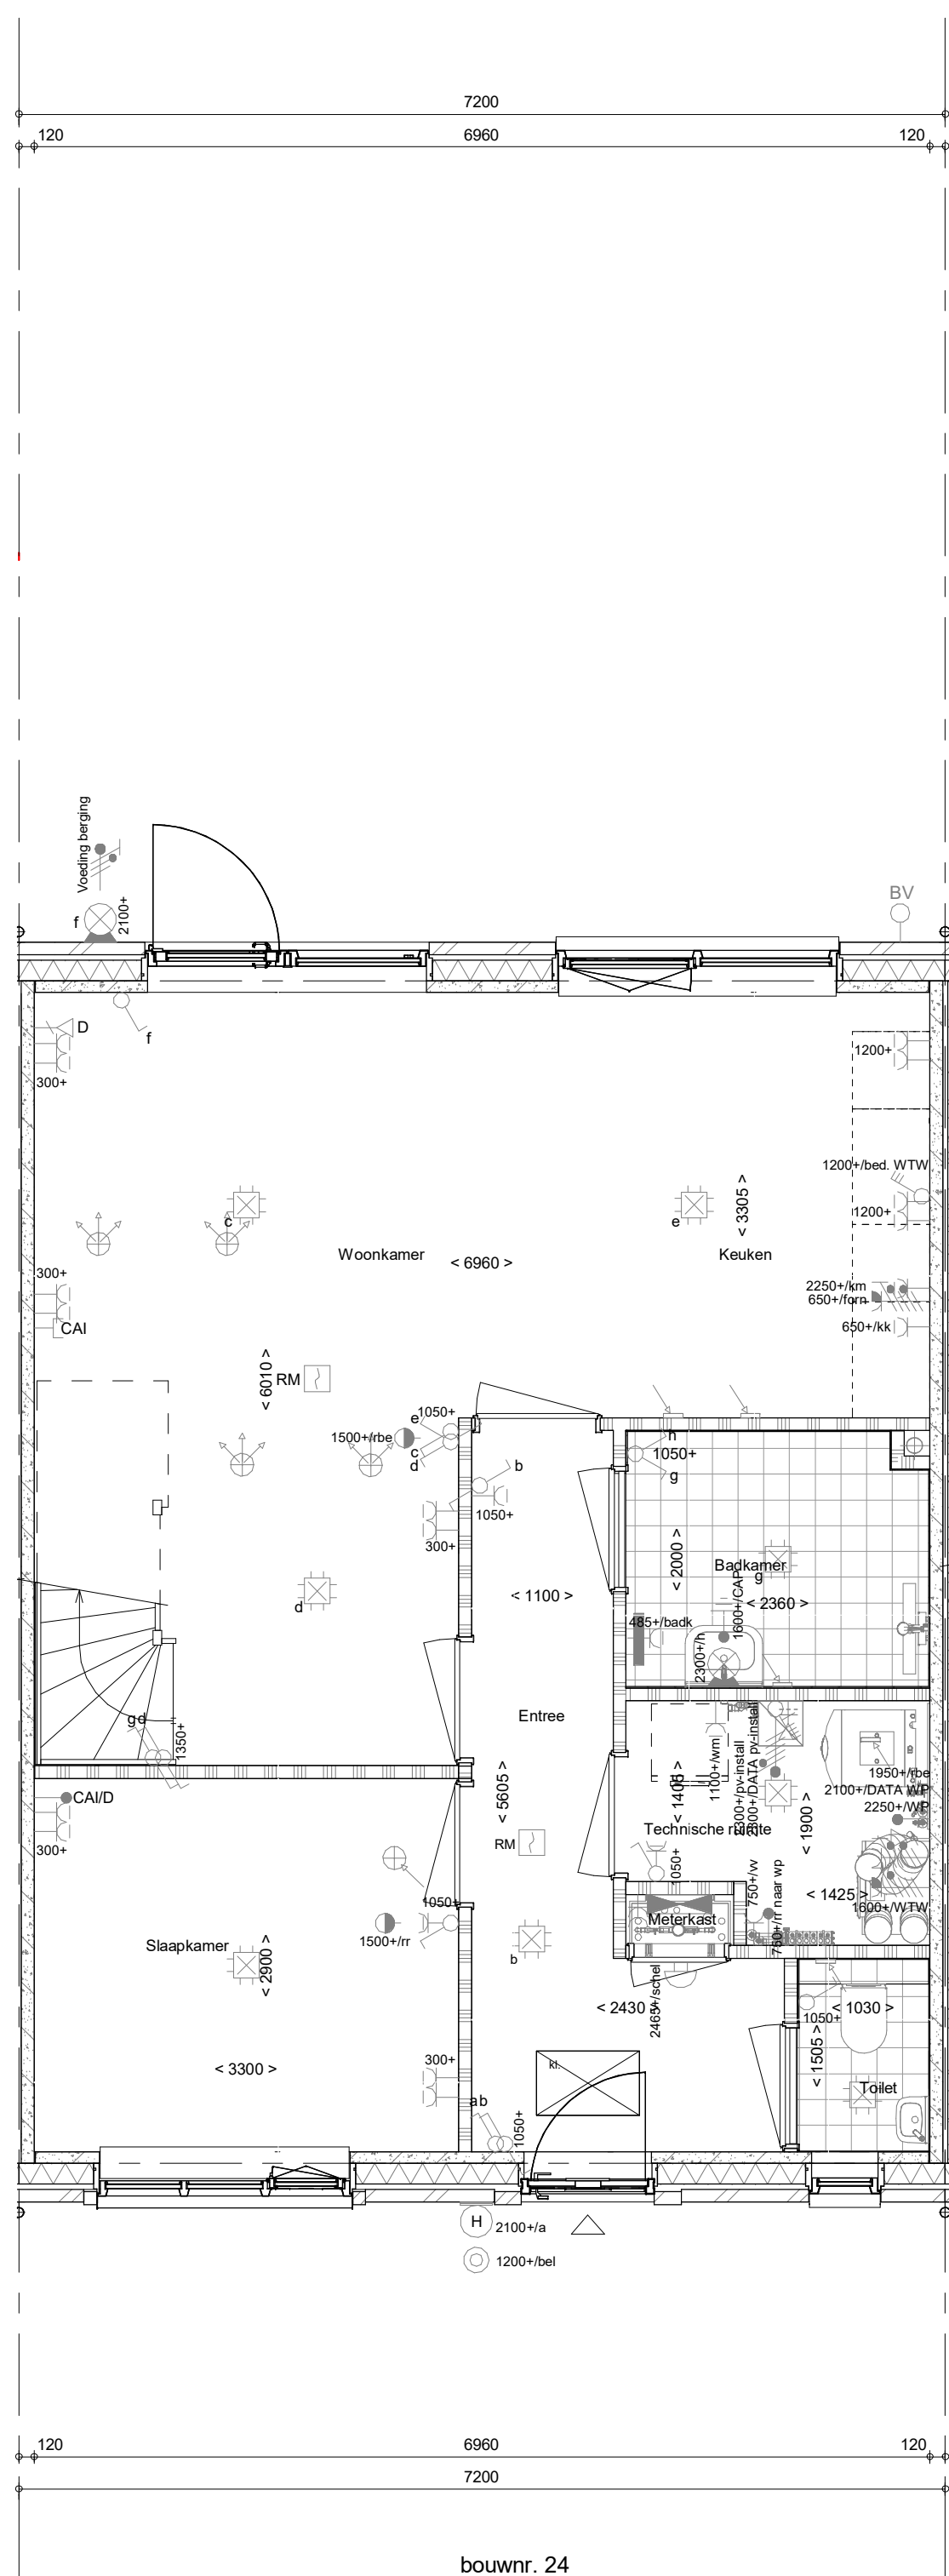 7200
120
6960
120
Voeding berging
f
2100+
BV
D
f
300+
1200+
1200+/bed. WTW
1200+
c
e
< 3305 >
Woonkamer
< 6960 >
Keuken
300+
CAI
2250+/km
650+/forn
650+/kk
< 6010 >
RM
1050+
e
1500+/rbe
c
d
b
1050+
300+
h
1050+
g
< 2000 >
Badkamer
g
< 2360 >
< 1100 >
d
485+/badk
1600+/CAP
2300+/h
gd
1350+
Entree
1100+/wm
2300+/pv-install
2300+/DATA pv-install
1950+/rbe
2100+/DATA WP
2250+/WP
CAI/D
300+
< 5605 >
< 1405 >
< 1900 >
Technische ruimte
RM
1050+
750+/vv
750+/rr naar wp
< 1425 >
1600+/WTW
1050+
1500+/rr
Meterkast
Slaapkamer
< 2900 >
b
2465+/schel
< 2430 >
< 1030 >
1050+
< 1505 >
Toilet
kl.
< 3300 >
300+
ab
1050+
H
2100+/a
1200+/bel
120
6960
120
7200
bouwnr. 24